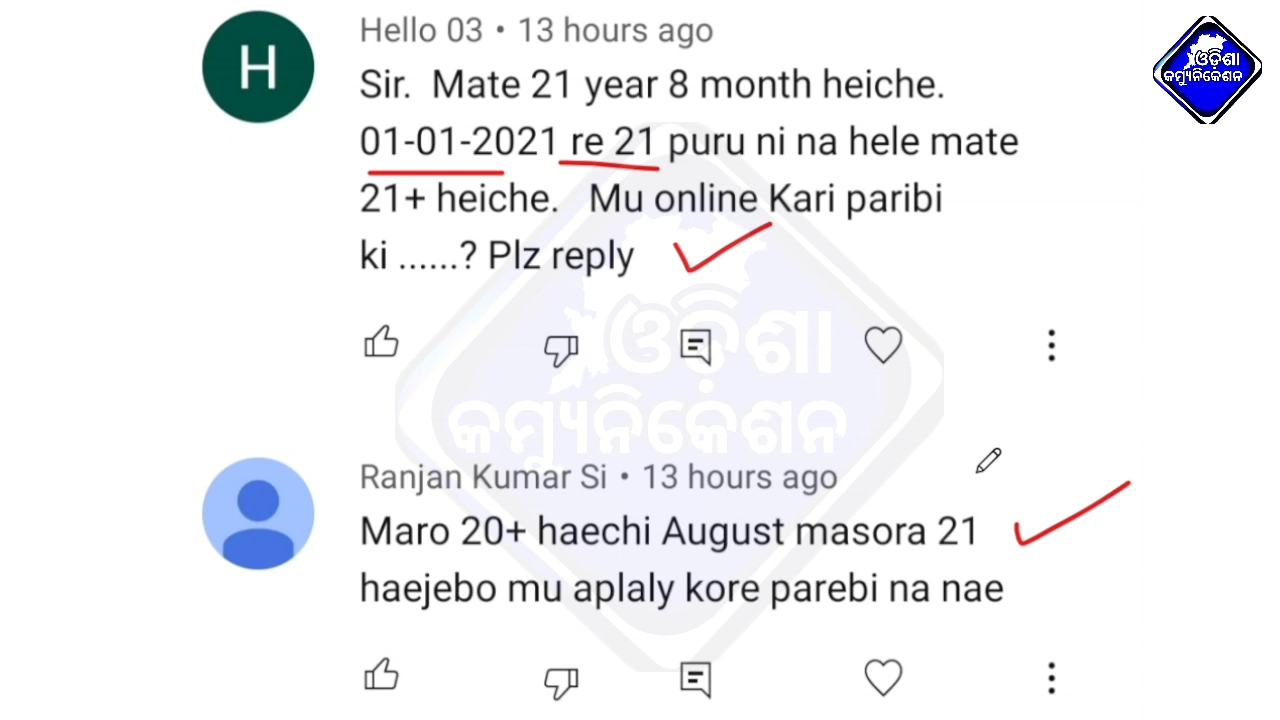 Hello 03 • 13 hours ago
Sir. Mate 21 year 8 month heiche.
01-01-2021 re 21 puru ni na hele mate
21+ heiche. Mu online Kari paribi
ki ......? Plz reply
ଓଡ଼ିଶା
କମ୍ୟୁନିକେଶନ
ଓଡ଼ିଶା
କମ୍ୟୁନିକେଶନ
H
Ranjan Kumar Si • 13 hours ago
Maro 20+ haechi August masora 21
haejebo mu aplaly kore parebi na nae